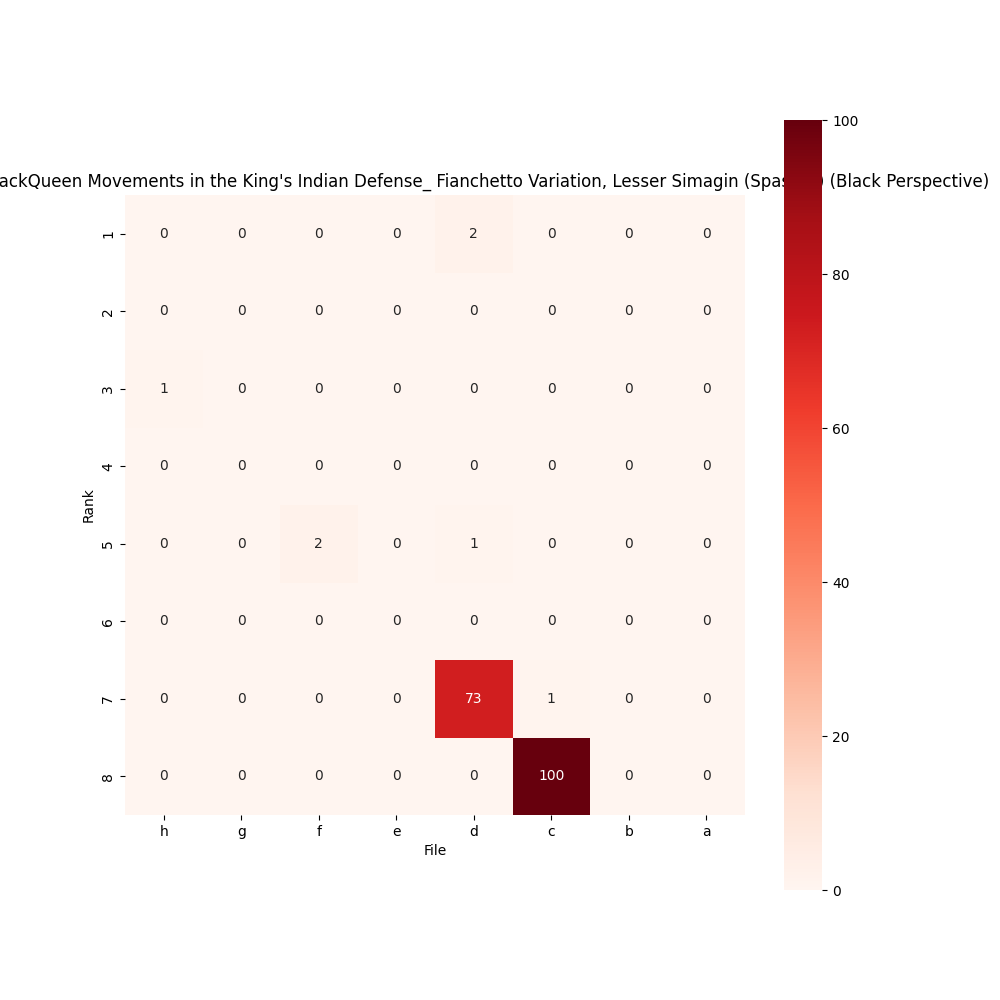 100
ackQueen Movements in the King's Indian Defense_ Fianchetto Variation, Lesser Simagin (Black Perspective)
1 0 0 0 0 2 0 0 0
80
2 0 0 0 0 0 0 0 0
3 1 0 0 0 0 0 0 0
60
4 0 0 0 0 0 0 0 0
Rank
5 0 0 2 0 1 0 0 0
40
6 0 0 0 0 0 0 0 0
7 0 0 0 0 73 1 0 0
20
8 0 0 0 0 0 100 0 0
h g f e d c b a
File
0